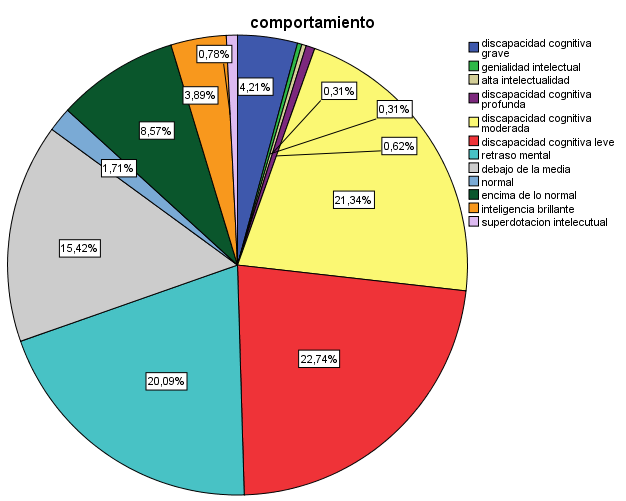 comportamiento
discapacidad cognitiva
grave
genialidad intelectual
alta intelectualidad
discapacidad cognitiva
profunda
discapacidad cognitiva
moderada
discapacidad cognitiva leve
retraso mental
debajo de la media
normal
encima de lo normal
inteligencia brillante
superdotacion intelecutual
0,78%
4,21%
0,31%
0,31%
0,62%
3,89%
8,57%
1,71%
21,34%
15,42%
22,74%
20,09%